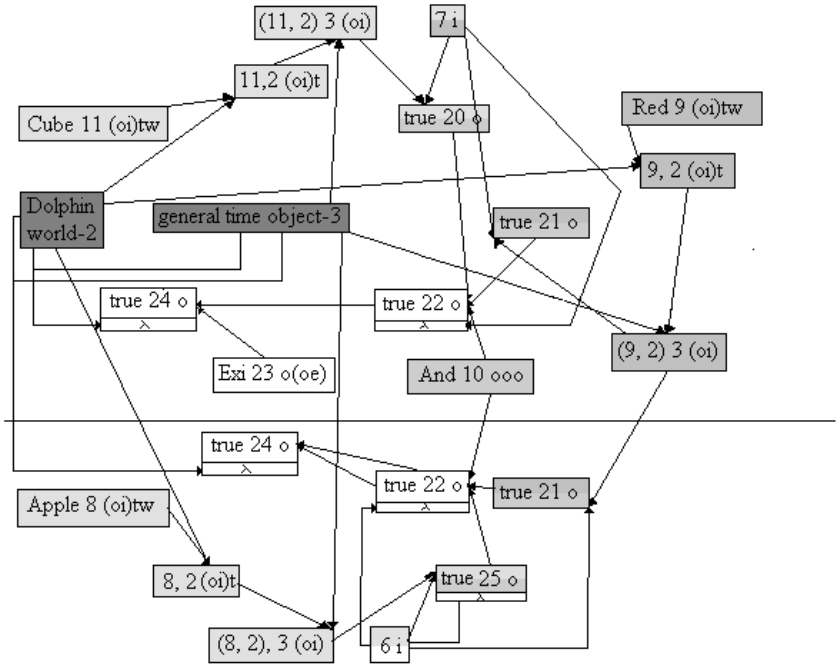 (11, 2) 3 (oi)
7 i
11,2 (oi)t
Cube 11 (oi)tw
true 20 o
Red 9 (oi)tw
9, 2 (oi)t
Dolphin
world-2
general time object-3
true 21 o
true 24 o
λ
true 22 o
λ
Exi 23 o(oe)
And 10 ooo
(9, 2) 3 (oi)
true 24 o
λ
true 22 o
λ
true 21 o
Apple 8 (oi)tw
8, 2 (oi)t
true 25 o
λ
(8, 2), 3 (oi)
6 i